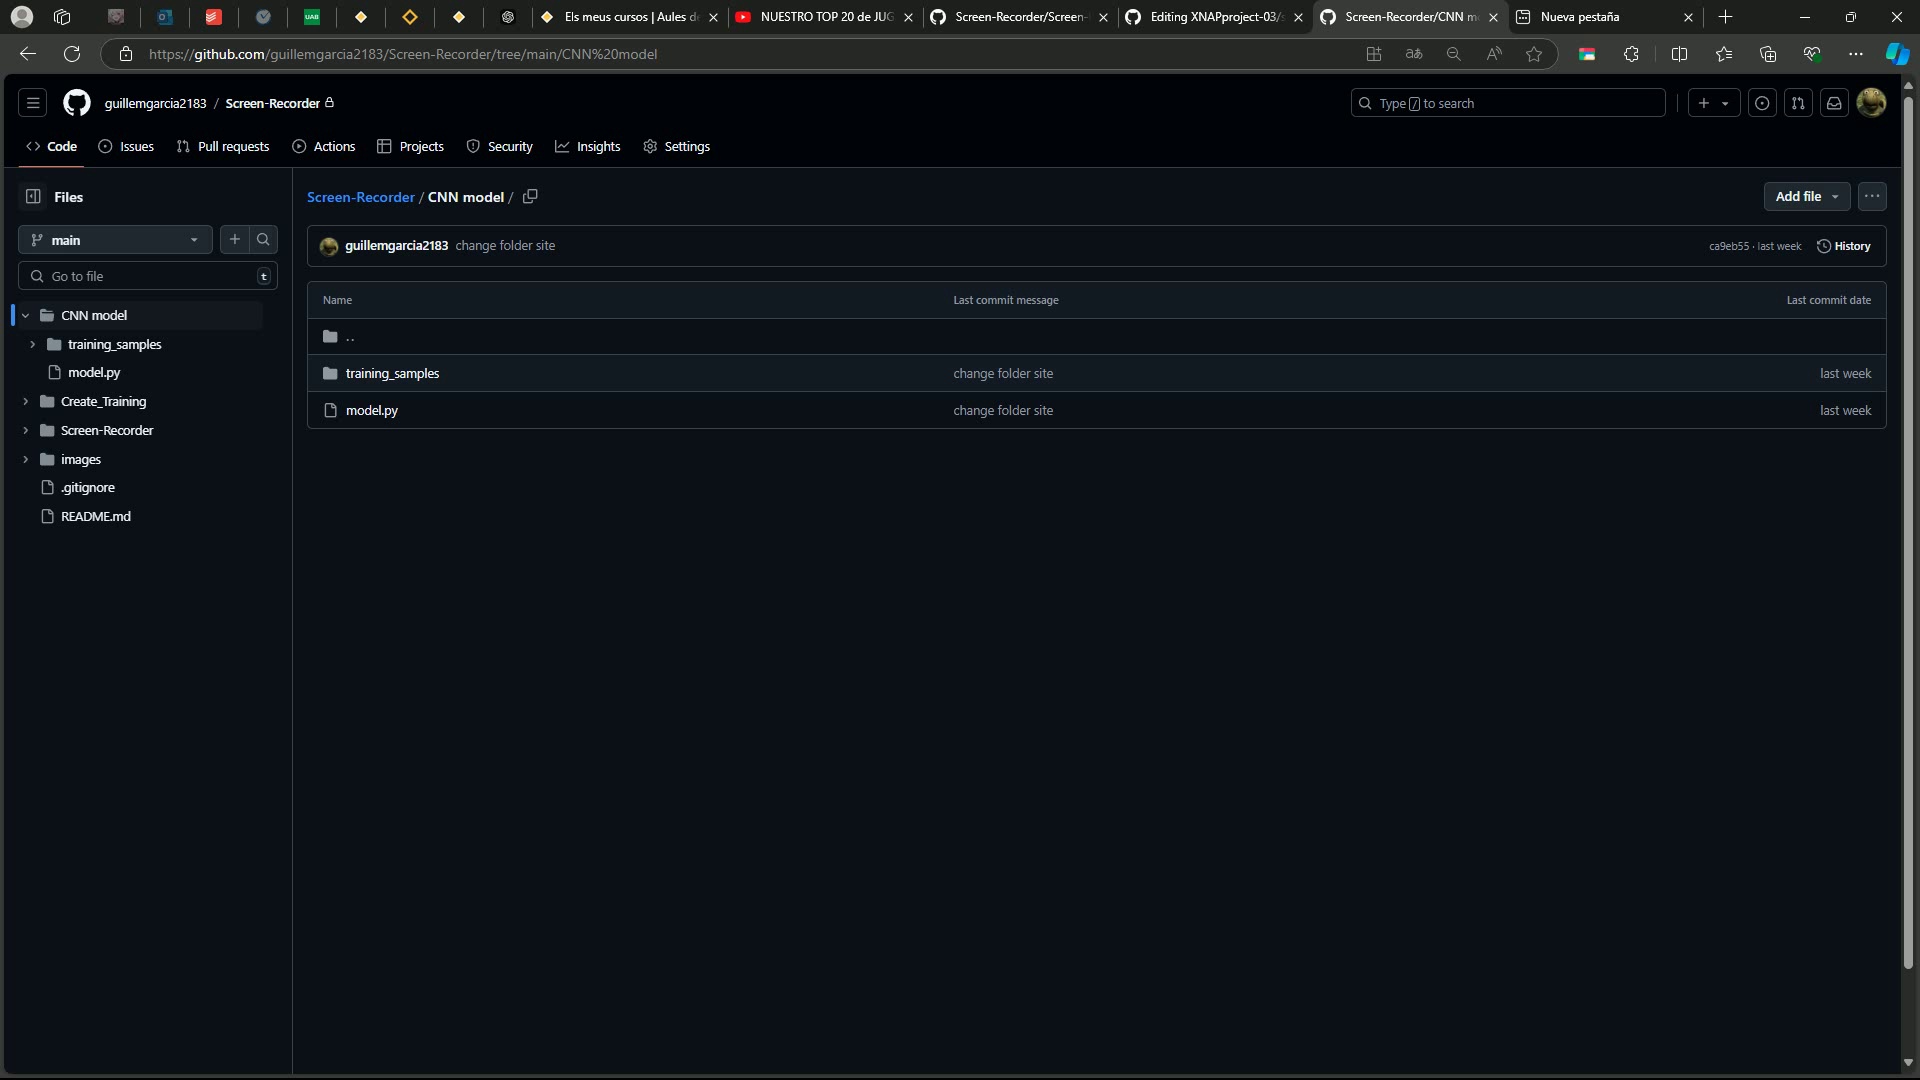 UAB
Els meus cursos | Aules d
NUESTRO TOP 20 de JUG
Screen-Recorder/Screen-
Editing XNAPproject-03/s
Screen-Recorder/CNN mo
Nueva pestaña
https://github.com/guillemgarcia2183/Screen-Recorder/tree/main/CNN%20model
guillemgarcia2183 / Screen-Recorder
Type / to search
Code
Issues
Pull requests
Actions
Projects
Security
Insights
Settings
Files
Screen-Recorder / CNN model /
Add file
main
guillemgarcia2183 change folder site
ca9eb55 · last week
History
Go to file
t
Name
Last commit message
Last commit date
CNN model
..
training_samples
training_samples
change folder site
last week
model.py
Create_Training
model.py
change folder site
last week
Screen-Recorder
images
.gitignore
README.md